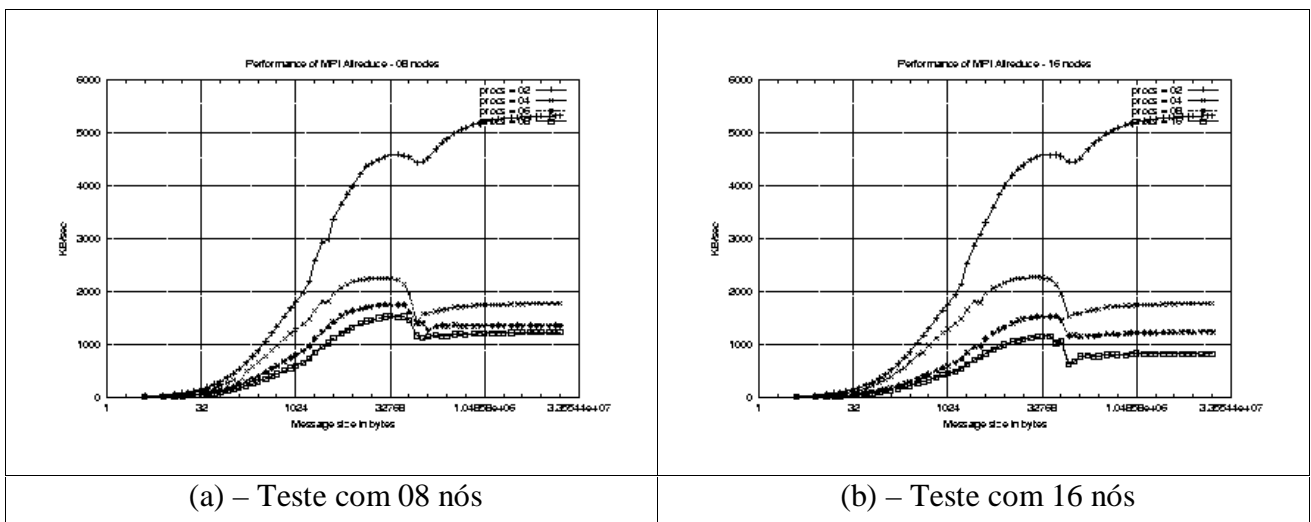 Performance of MPI Allreduce - 08 nodes
6000
5000
4000
3000
2000
1000
0
KB/sec
procs = 02
procs = 04
procs = 06
procs = 08
1
32
1024
32768
1.04858e+06
3.35544e+07
Message size in bytes
(a) – Teste com 08 nós
Performance of MPI Allreduce - 16 nodes
6000
5000
4000
3000
2000
1000
0
KB/sec
procs = 02
procs = 04
procs = 08
procs = 16
1
32
1024
32768
1.04858e+06
3.35544e+07
Message size in bytes
(b) – Teste com 16 nós